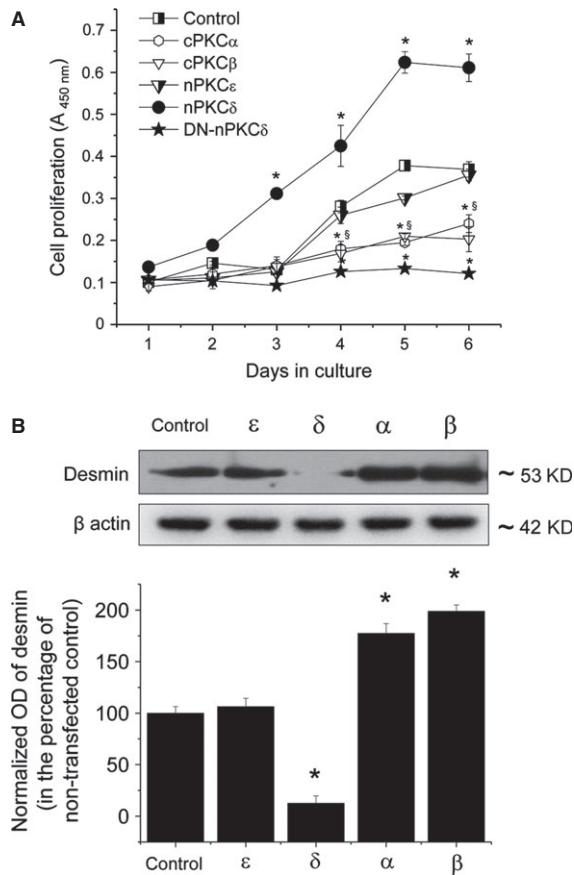 A
Control
cPKCα
cPKCβ
nPKCε
nPKCδ
DN-nPKCδ
Cell proliferation (A 450 nm)
0.7
0.6
0.5
0.4
0.3
0.2
0.1
0
*
*
*
*
* §
* §
* §
*
*
*
1 2 3 4 5 6
Days in culture
B
Control ε δ α β
Desmin
~ 53 KD
β actin
~ 42 KD
Normalized OD of desmin
(in the percentage of
non-transfected control)
200
150
100
50
0
*
*
*
Control ε δ α β